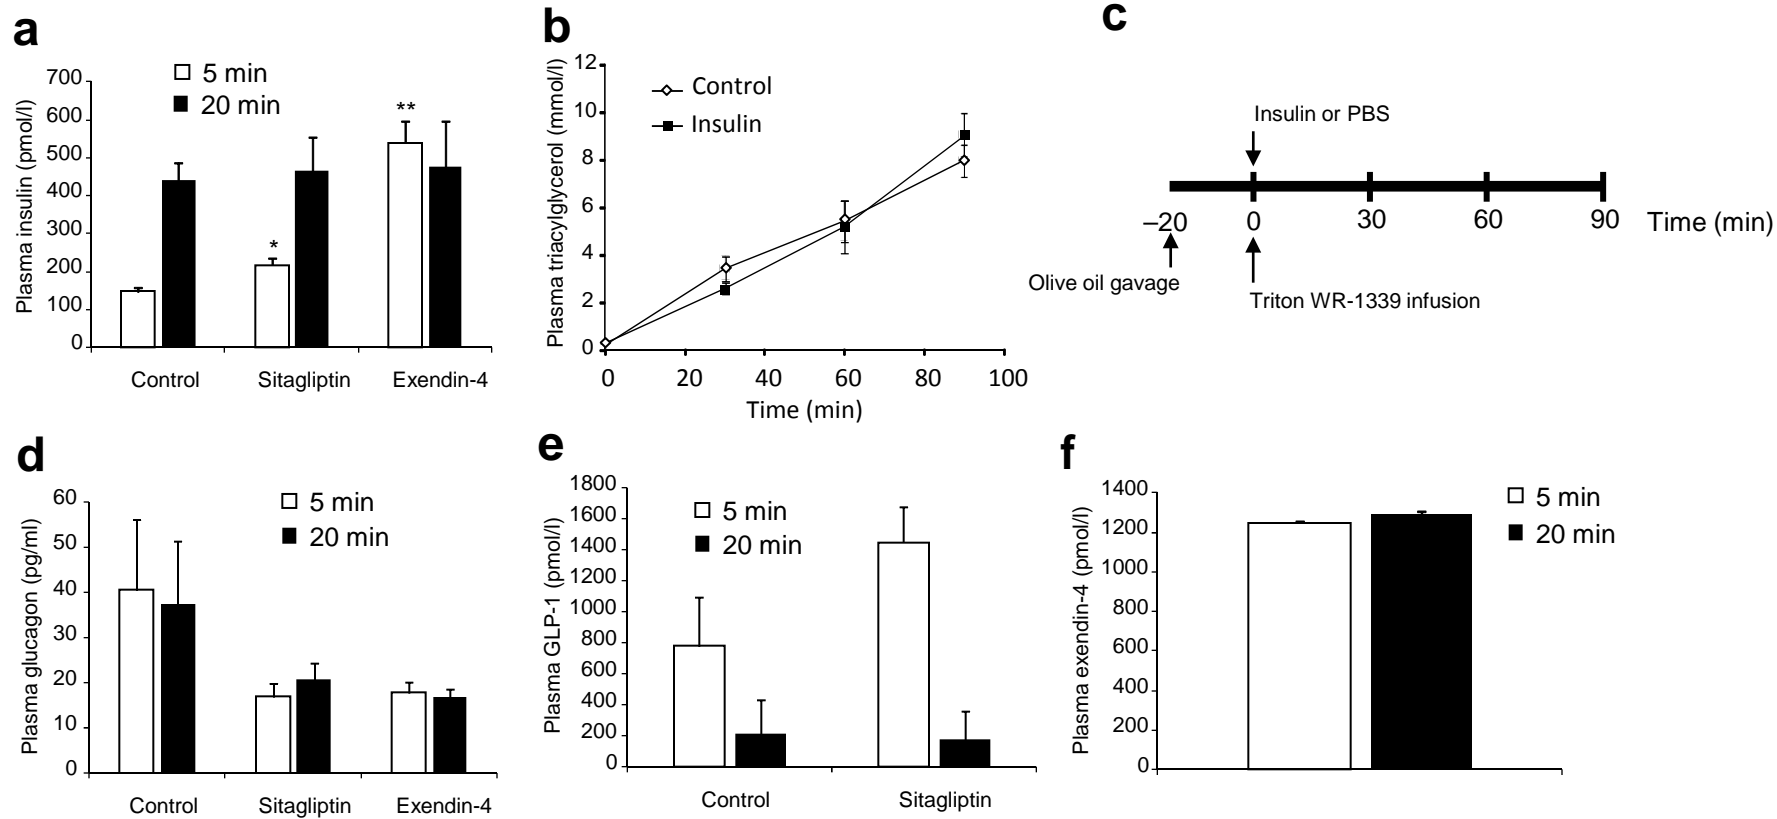 a
5 min
20 min
Plasma insulin (pmol/l)
700
600
500
400
300
200
100
0
**
*
Control Sitagliptin Exendin-4
b
Control
Insulin
Plasma triacylglycerol (mmol/l)
12
10
8
6
4
2
0
0 20 40 60 80 100
Time (min)
c
Insulin or PBS
–20 0 30 60 90 Time (min)
Olive oil gavage
Triton WR-1339 infusion
d
5 min
20 min
Plasma glucagon (pg/ml)
60
50
40
30
20
10
0
Control Sitagliptin Exendin-4
e
5 min
20 min
Plasma GLP-1 (pmol/l)
1800
1600
1400
1200
1000
800
600
400
200
0
Control Sitagliptin
f
5 min
20 min
Plasma exendin-4 (pmol/l)
1400
1200
1000
800
600
400
200
0